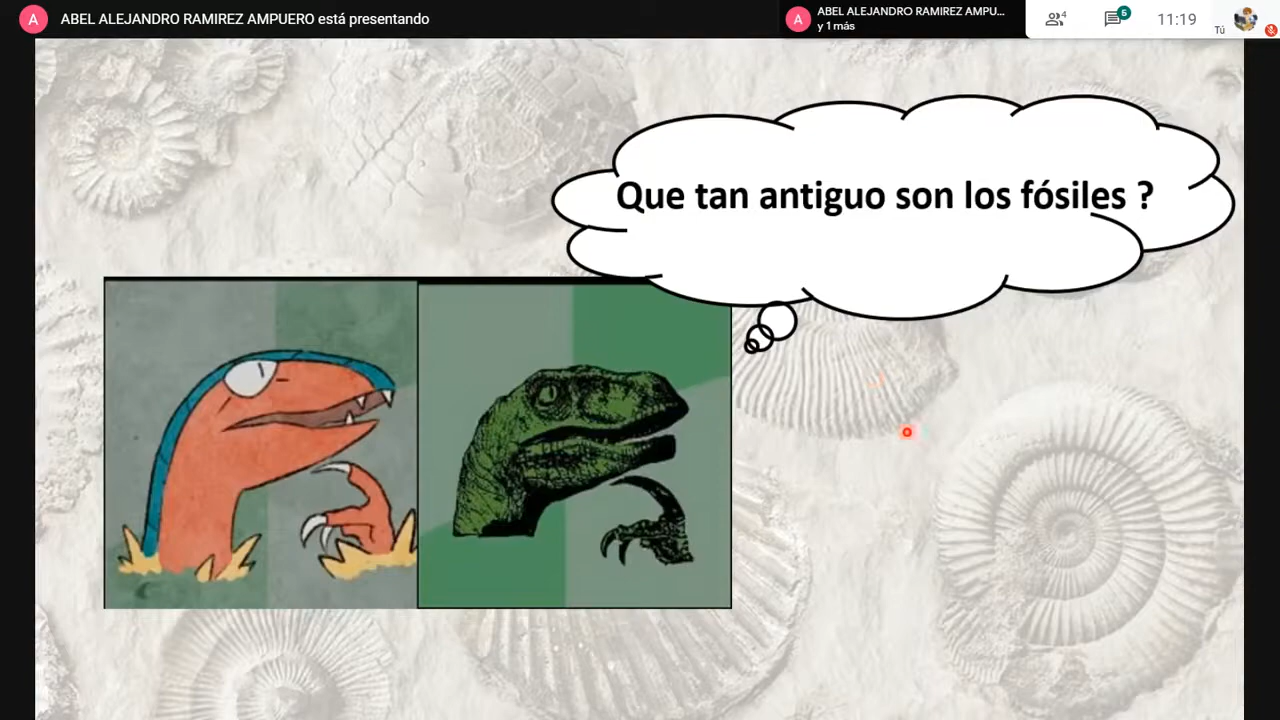 A ABEL ALEJANDRO RAMIREZ AMPUERO está presentando
A ABEL ALEJANDRO RAMIREZ AMPU...
y 1 más
4
5
11:19
Tú
Que tan antiguo son los fósiles ?